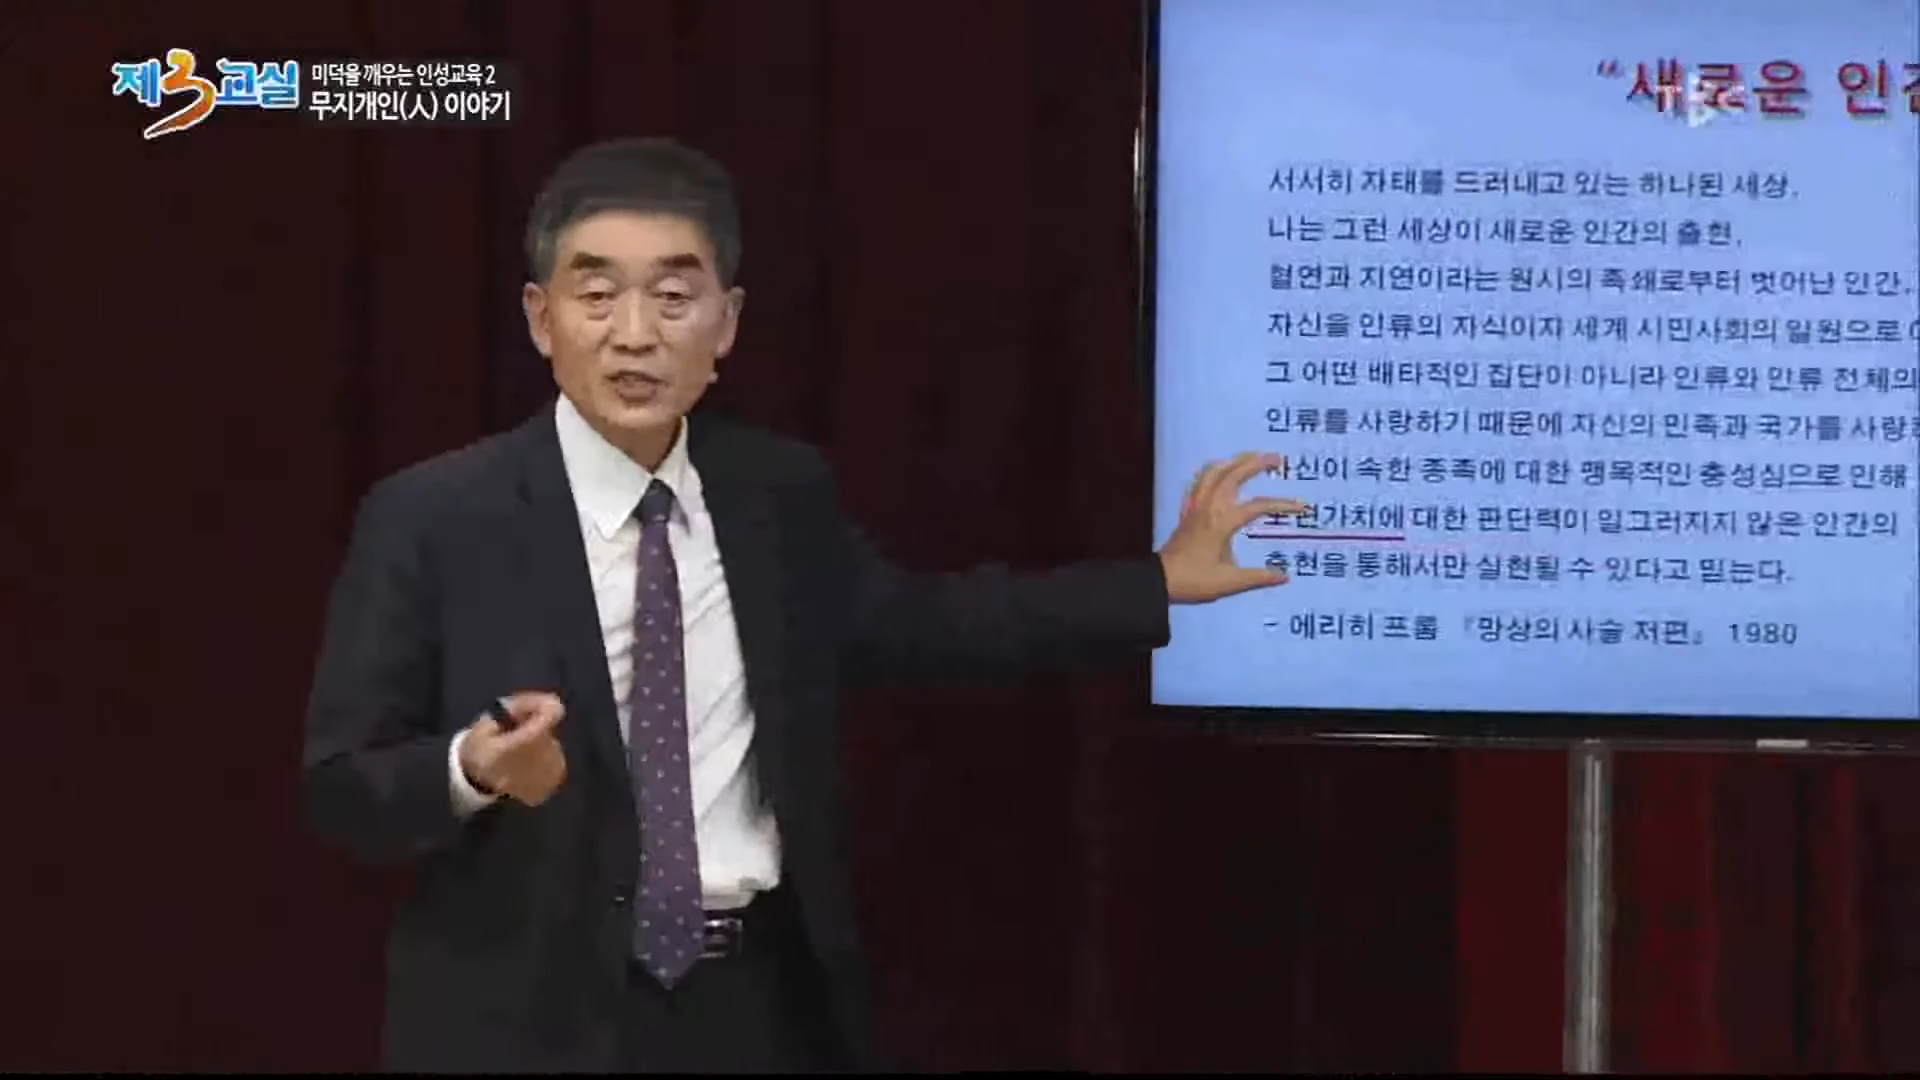 제3교실
미덕을 깨우는 인성교육 2
무지개인(人) 이야기
“새로운 인간
서서히 자태를 드러내고 있는 하나된 세상.
나는 그런 세상이 새로운 인간의 출현,
혈연과 지연이라는 원시의 족쇄로부터 벗어난 인간,
자신을 인류의 자식이자 세계 시민사회의 일원으로
그 어떤 배타적인 집단이 아니라 인류와 만류 전체의
인류를 사랑하기 때문에 자신의 민족과 국가를 사랑
자신이 속한 종족에 대한 맹목적인 충성심으로 인해
보편가치에 대한 판단력이 일그러지지 않은 인간의
출현을 통해서만 실현될 수 있다고 믿는다.
- 에리히 프롬 『망상의 사슬 저편』 1980